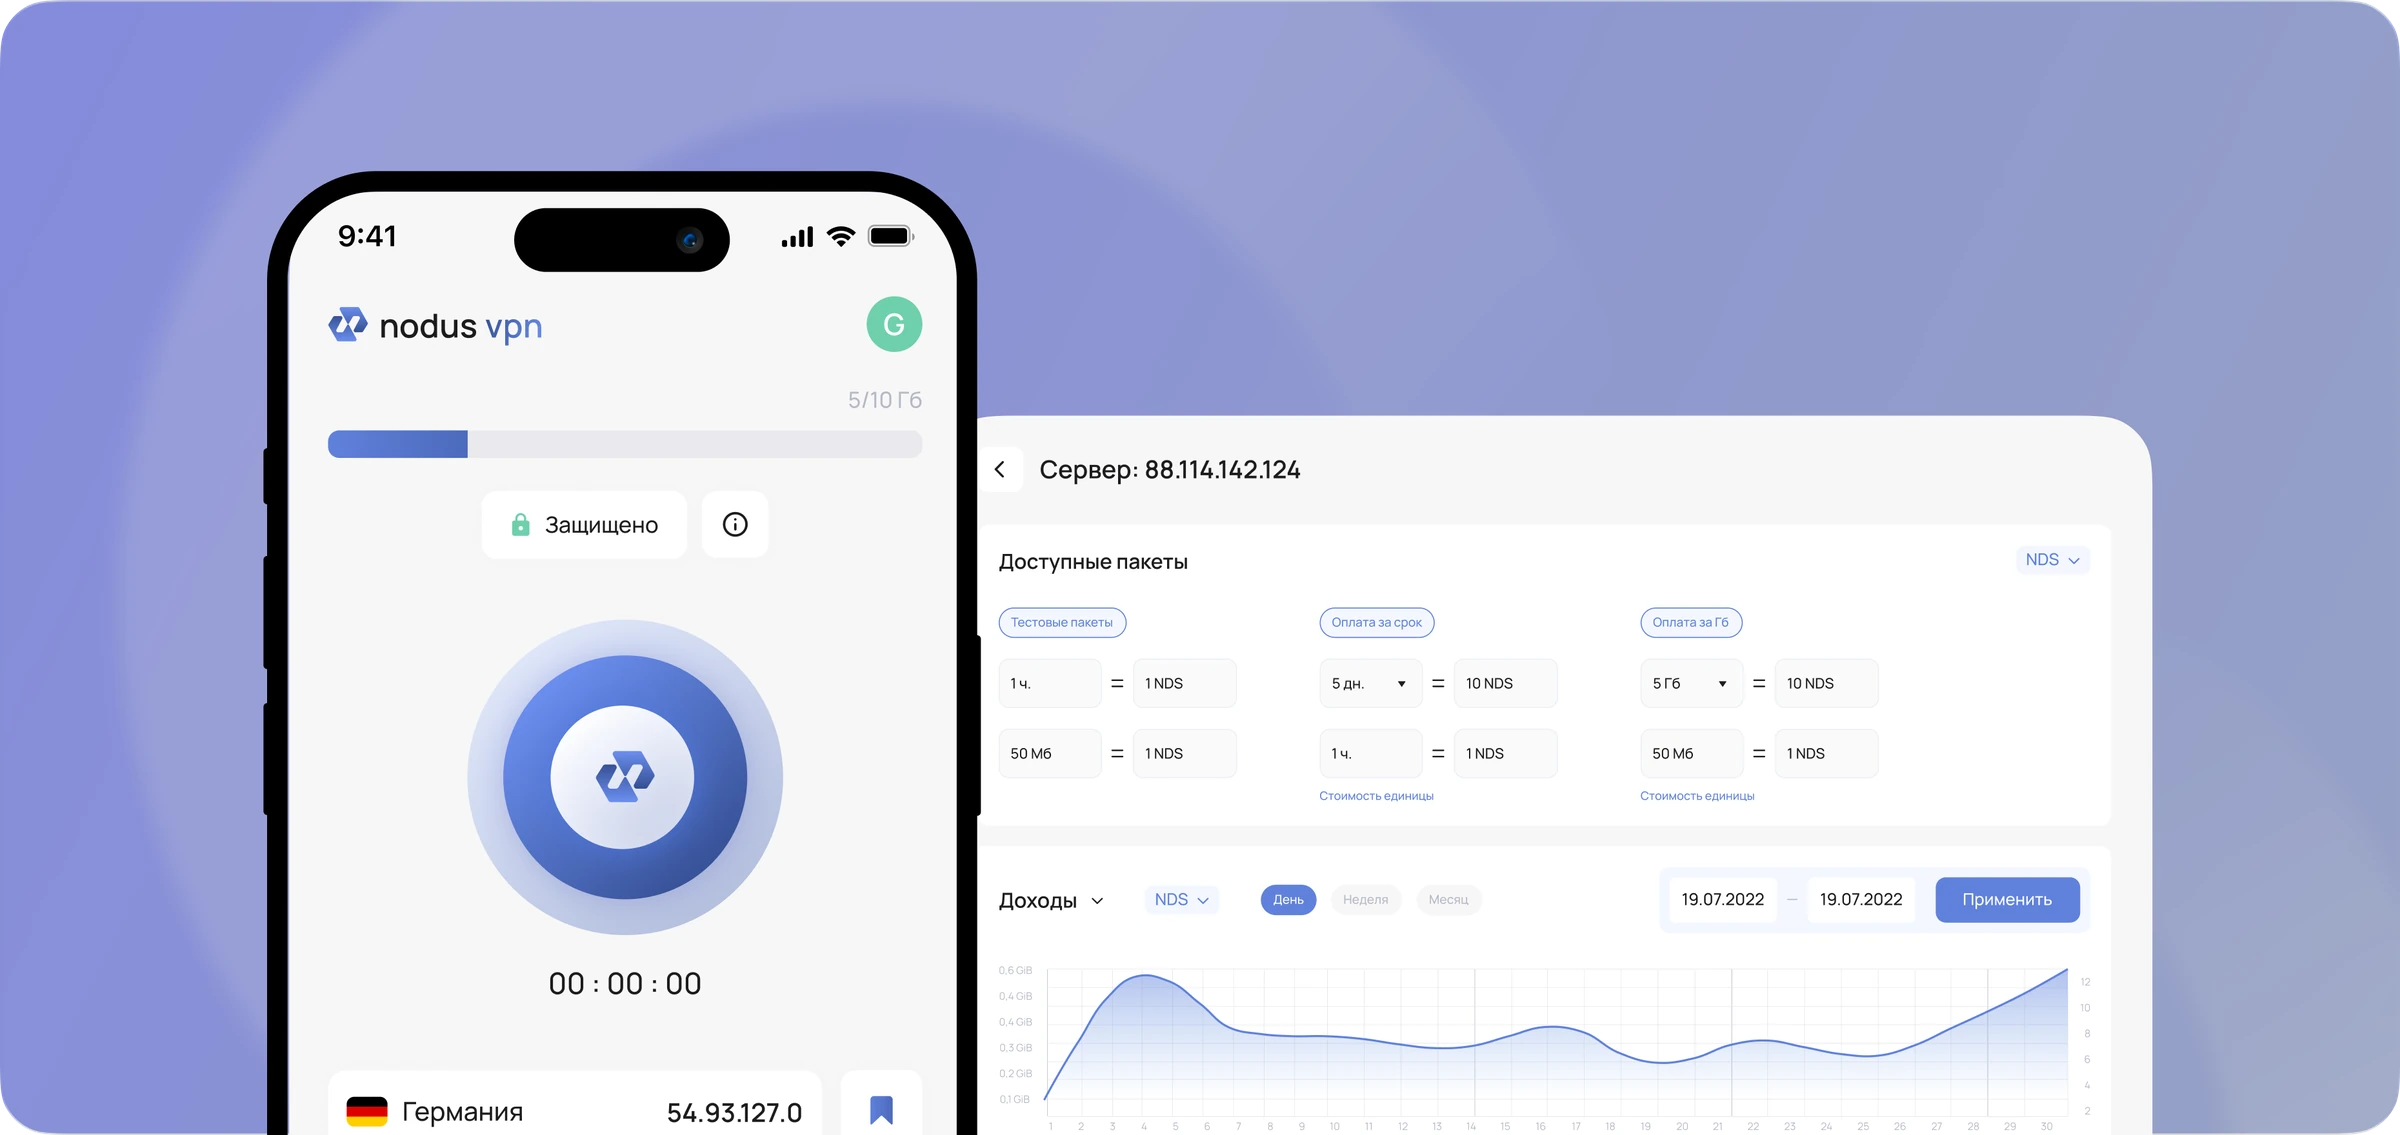 9:41
nodus vpn
G
5/10 Гб
Защищено
00 : 00 : 00
Германия 54.93.127.0
Сервер: 88.114.142.124
Доступные пакеты NDS
Тестовые пакеты Оплата за срок Оплата за Гб
1 ч. = 1 NDS 5 дн. = 10 NDS 5 Гб = 10 NDS
50 Мб = 1 NDS 1 ч. = 1 NDS 50 Мб = 1 NDS
Стоимость единицы Стоимость единицы
Доходы NDS День Неделя Месяц 19.07.2022 – 19.07.2022 Применить
0,6 GiB
0,4 GiB
0,4 GiB
0,3 GiB
0.2 GiB
0,1 GiB
12
10
8
6
4
2
1 2 3 4 5 6 7 8 9 10 11 12 13 14 15 16 17 18 19 20 21 22 23 24 25 26 27 28 29 30